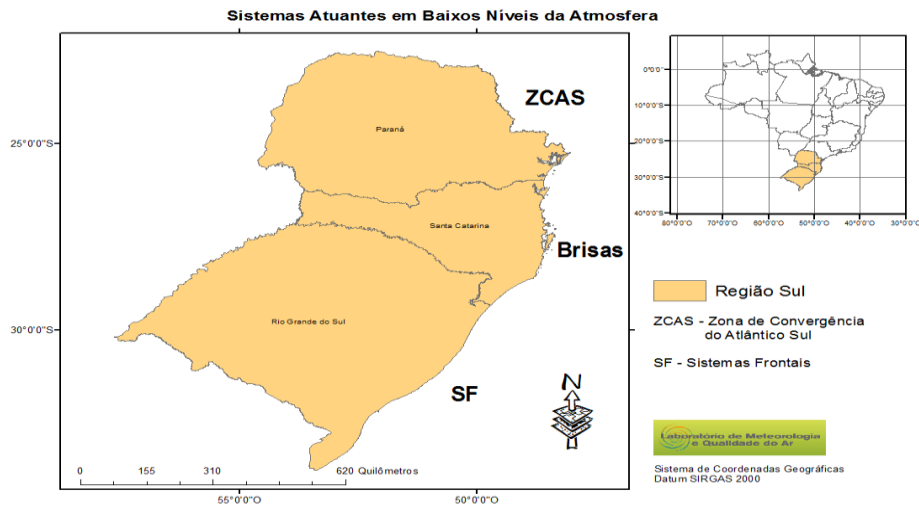 Sistemas Atuantes em Baixos Níveis da Atmosfera
ZCAS
Paraná
25°0'0"S
Santa Catarina
Brisas
Rio Grande do Sul
30°0'0"S
SF
N
0 155 310 620 Quilômetros
55°0'0"O 50°0'0"O
0°0'0"
10°0'0"S
20°0'0"S
30°0'0"S
40°0'0"S
80°0'0"O 70°0'0"O 60°0'0"O 50°0'0"O 40°0'0"O 30°0'0"O
Região Sul
ZCAS - Zona de Convergência
do Atlântico Sul
SF - Sistemas Frontais
Laboratório de Meteorologia
e Qualidade do Ar
Sistema de Coordenadas Geográficas
Datum SIRGAS 2000